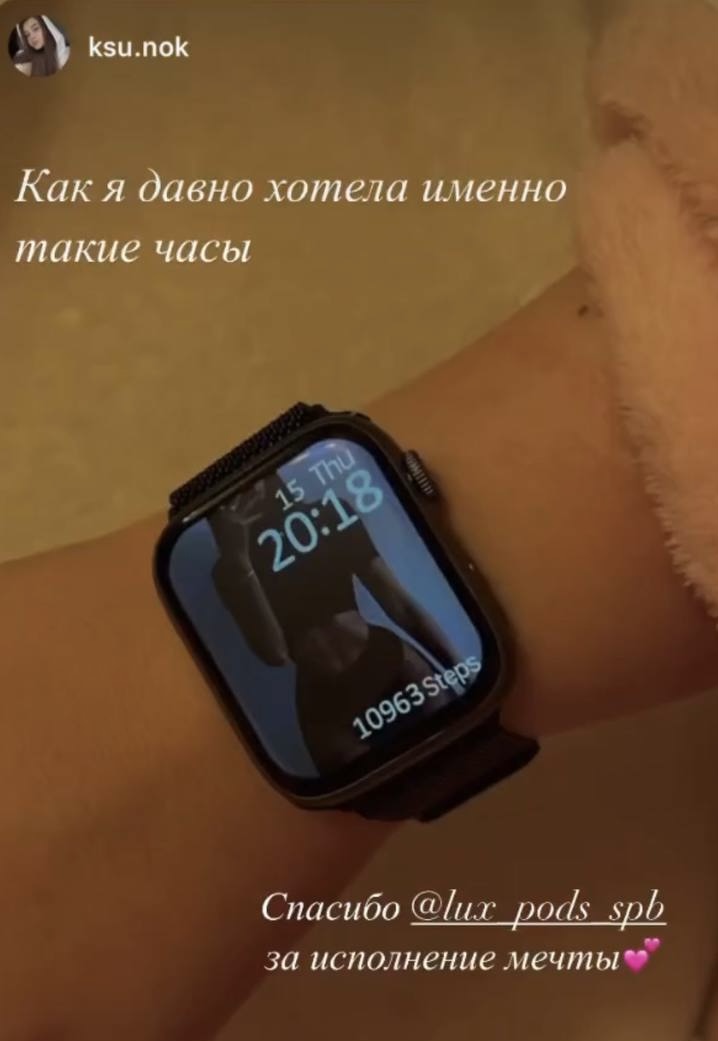 ksu.nok
Как я давно хотела именно
такие часы
15 Thu
20:18
10963 Steps
Спасибо @lux_pods_spb
за исполнение мечты💕